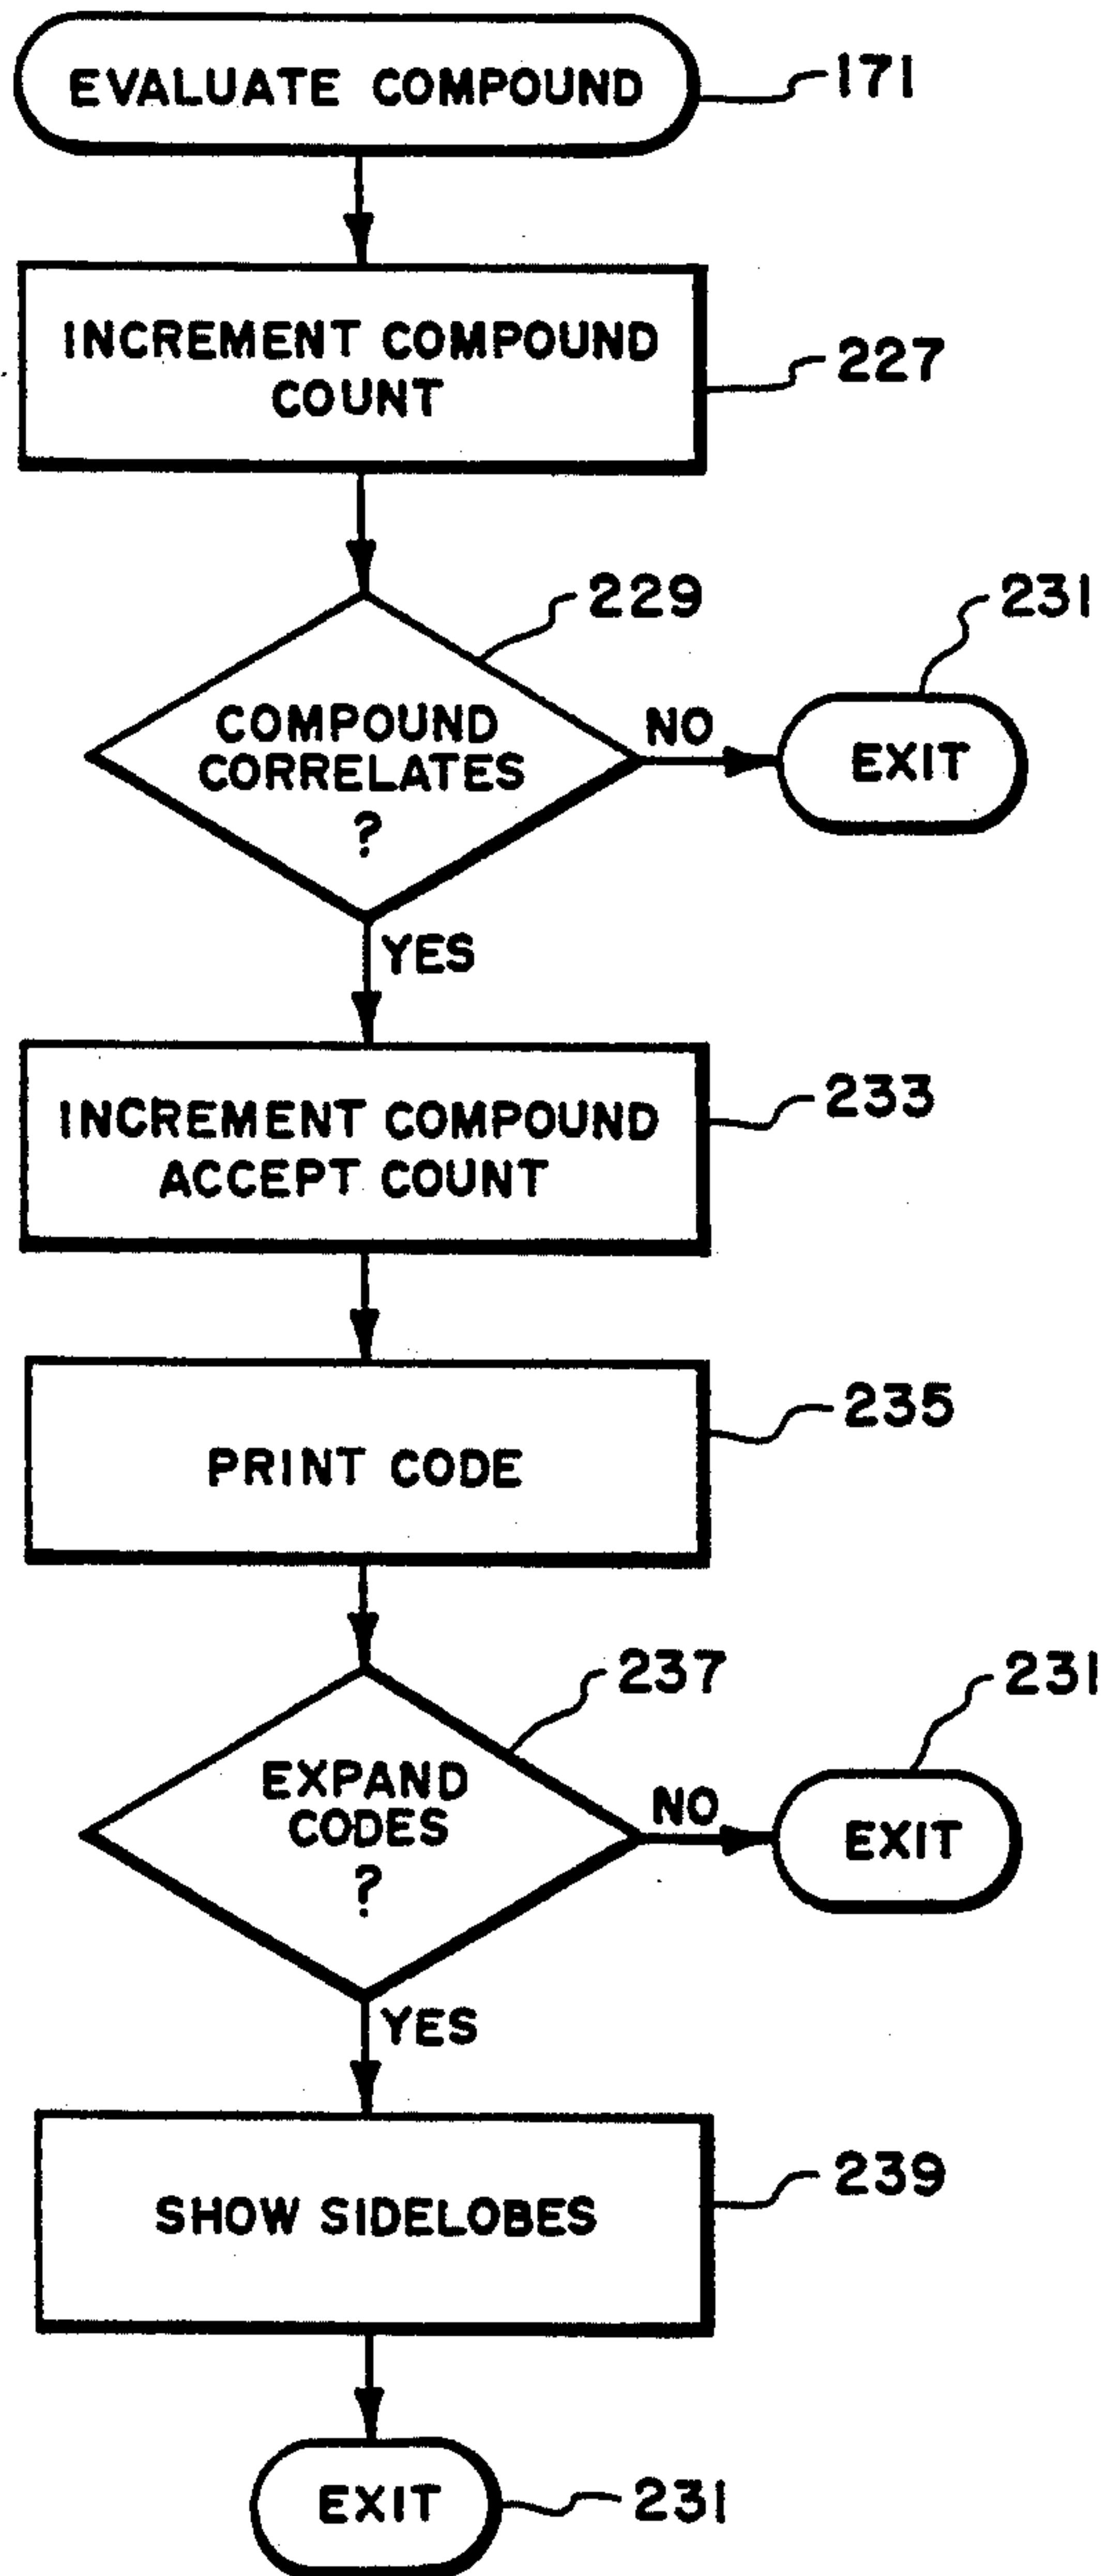 EVALUATE COMPOUND
171
INCREMENT COMPOUND
COUNT
227
229
231
COMPOUND
CORRELATES
?
NO
EXIT
YES
INCREMENT COMPOUND
ACCEPT COUNT
233
PRINT CODE
235
237
231
EXPAND
CODES
?
NO
EXIT
YES
SHOW SIDELOBES
239
EXIT
231